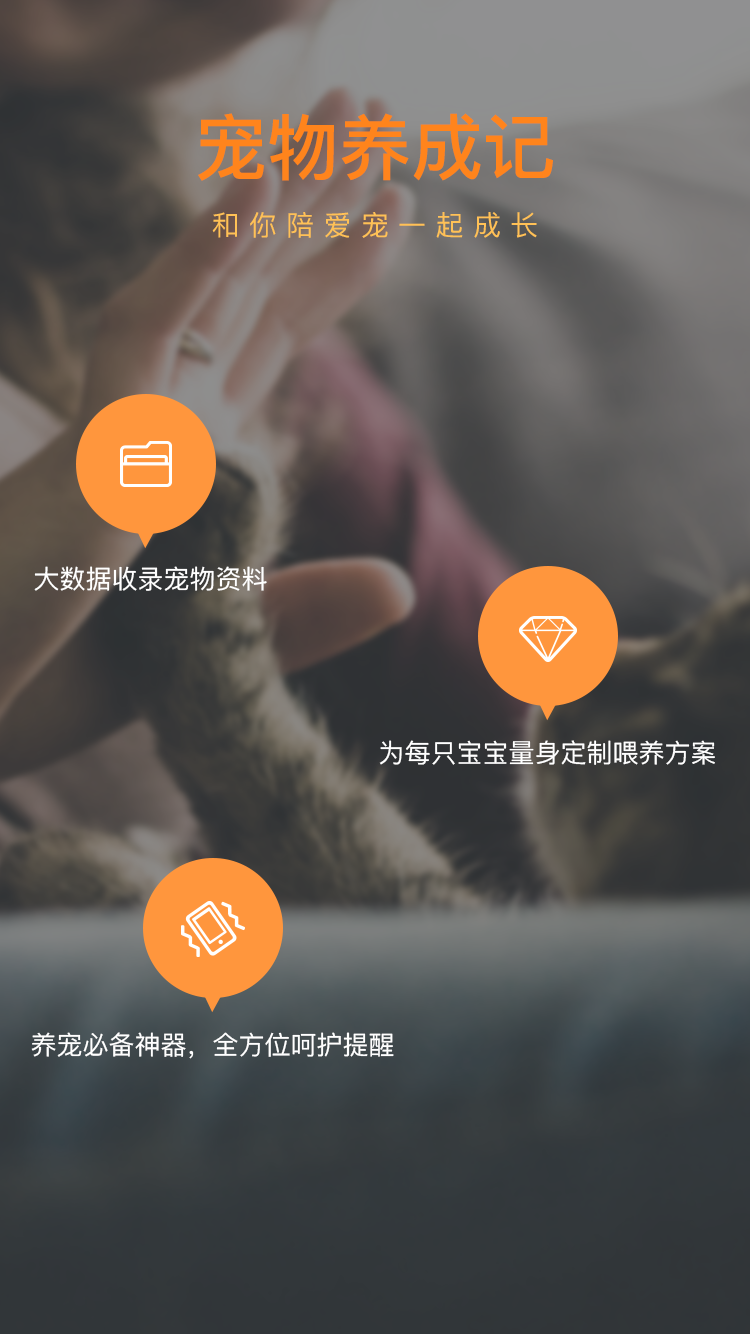 宠物养成记
和你陪爱宠一起成长
大数据收录宠物资料
为每只宝宝量身定制喂养方案
养宠必备神器，全方位呵护提醒